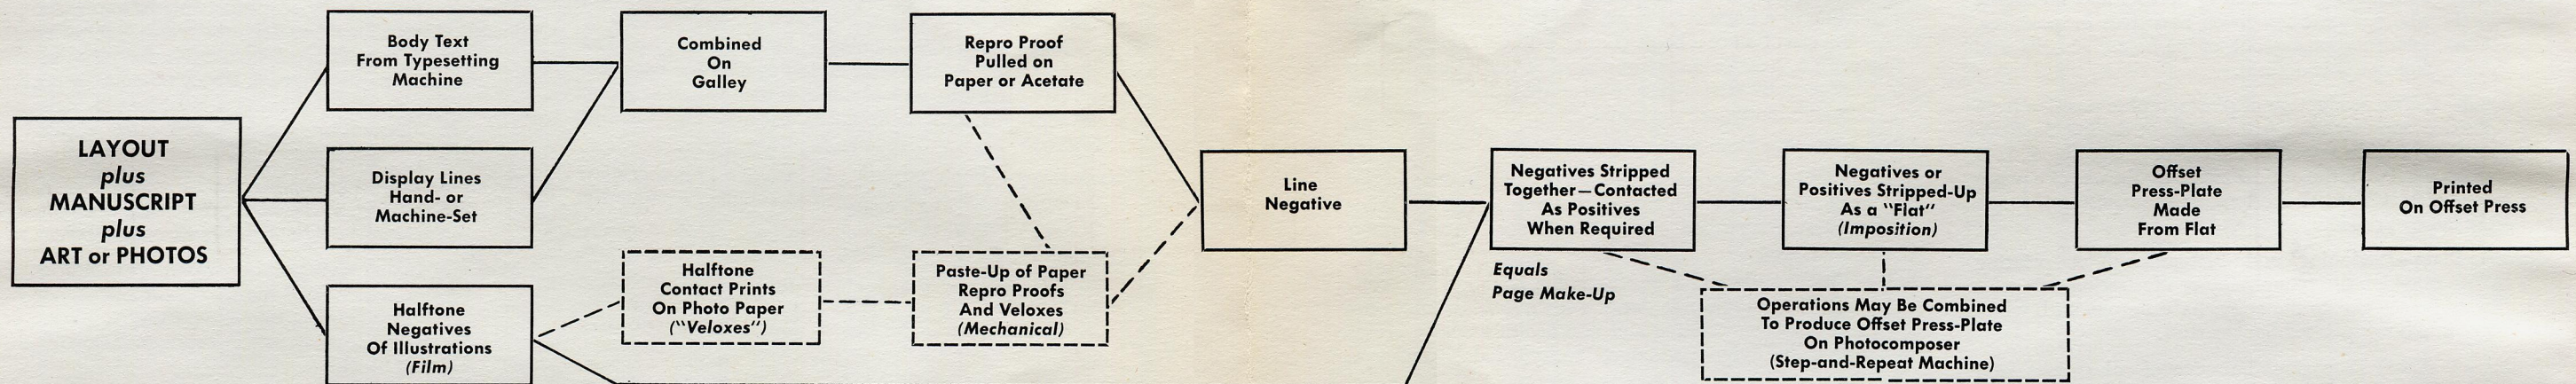 LAYOUT
plus
MANUSCRIPT
plus
ART or PHOTOS
Body Text
From Typesetting
Machine
Display Lines
Hand- or
Machine-Set
Halftone
Negatives
Of Illustrations
(Film)
Combined
On
Galley
Halftone
Contact Prints
On Photo Paper
("Veloxes")
Repro Proof
Pulled on
Paper or Acetate
Paste-Up of Paper
Repro Proofs
And Veloxes
(Mechanical)
Line
Negative
Negatives Stripped
Together—Contacted
As Positives
When Required
Equals
Page Make-Up
Negatives or
Positives Stripped-Up
As a "Flat"
(Imposition)
Operations May Be Combined
To Produce Offset Press-Plate
On Photocomposer
(Step-and-Repeat Machine)
Offset
Press-Plate
Made
From Flat
Printed
On Offset Press